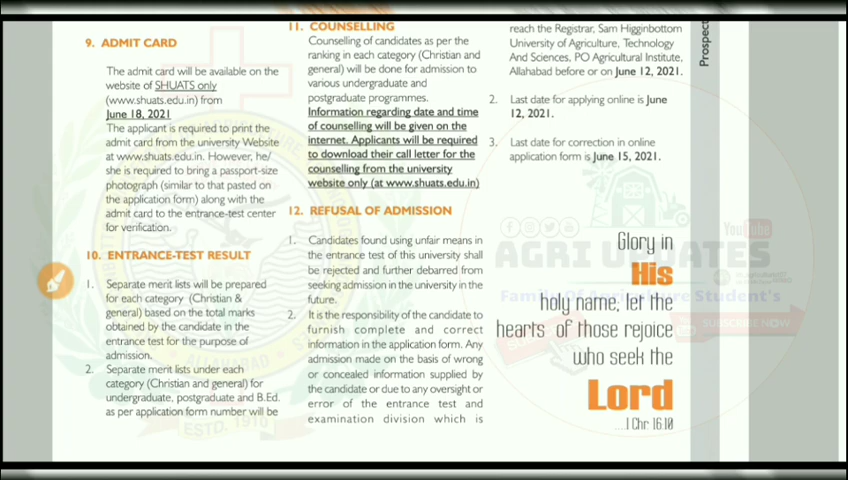 9. ADMIT CARD
The admit card will be available on the
website of SHUATS only
(www.shuats.edu.in) from
June 18, 2021
The applicant is required to print the
admit card from the university Website
at www.shuats.edu.in. However, he/
she is required to bring a passport-size
photograph (similar to that pasted on
the application form) along with the
admit card to the entrance-test center
for verification.
10. ENTRANCE-TEST RESULT
1. Separate merit lists will be prepared
for each category (Christian &
general) based on the total marks
obtained by the candidate in the
entrance test for the purpose of
admission.
2. Separate merit lists under each
category (Christian and general) for
undergraduate, postgraduate and B.Ed.
as per application form number will be
11. COUNSELLING
Counselling of candidates as per the
ranking in each category (Christian and
general) will be done for admission to
various undergraduate and
postgraduate programmes.
Information regarding date and time
of counselling will be given on the
internet. Applicants will be required
to download their call letter for the
counselling from the university
website only (at www.shuats.edu.in)
12. REFUSAL OF ADMISSION
1. Candidates found using unfair means in
the entrance test of this university shall
be rejected and further debarred from
seeking admission in the university in the
future.
2. It is the responsibility of the candidate to
furnish complete and correct
information in the application form. Any
admission made on the basis of wrong
or concealed information supplied by
the candidate or due to any oversight or
error of the entrance test and
examination division which is
reach the Registrar, Sam Higginbottom
University of Agriculture, Technology
And Sciences, PO Agricultural Institute,
Allahabad before or on June 12, 2021.
2. Last date for applying online is June
12, 2021.
3. Last date for correction in online
application form is June 15, 2021.
Glory in
His
holy name; let the
hearts of those rejoice
who seek the
Lord
....1 Chr 16:10
Prospect
YouTube
AGRI UPDATES
Family Of Agriculture Student's
SUBSCRIBE NOW
ALLAHABAD
ESTD. 1910